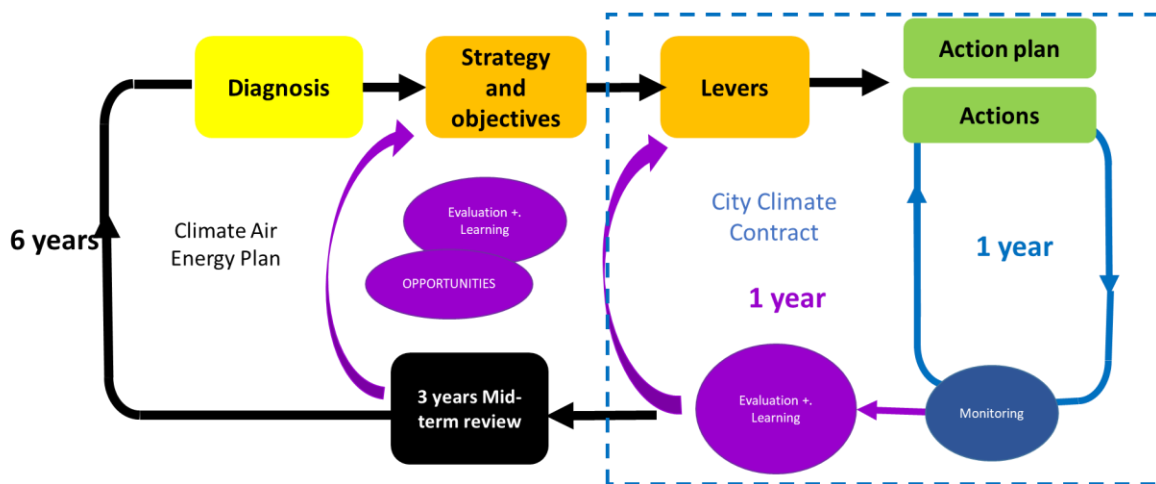 Diagnosis
Strategy
and
objectives
Levers
Action plan
Actions
6 years
Climate Air
Energy Plan
Evaluation +.
Learning
OPPORTUNITIES
City Climate
Contract
1 year
1 year
3 years Mid-
term review
Evaluation +.
Learning
Monitoring